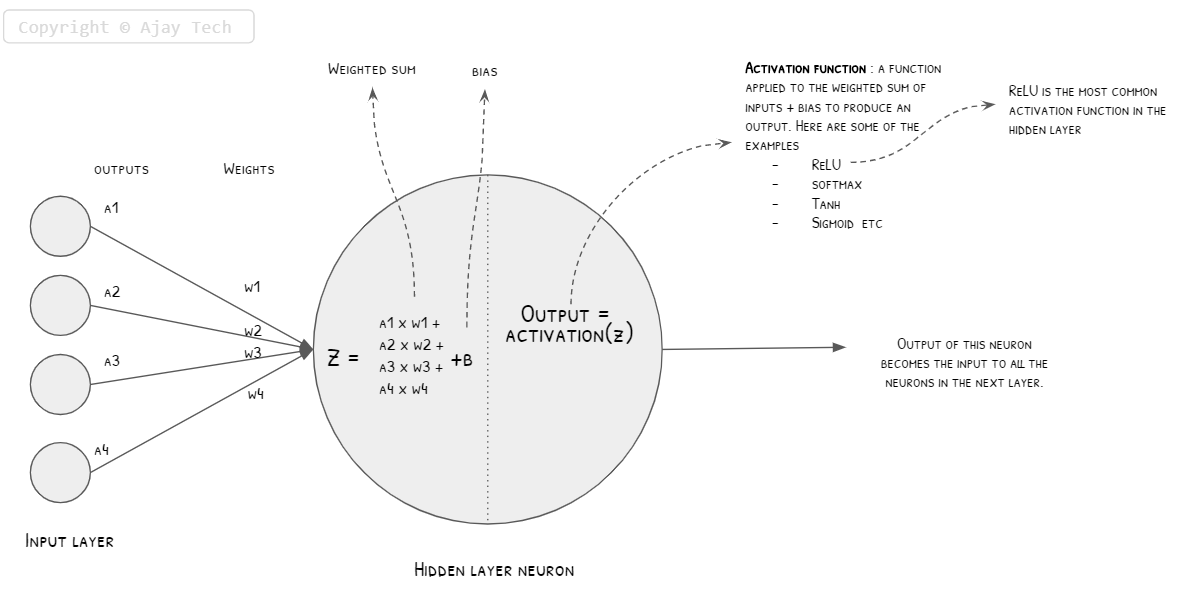 Copyright © Ajay Tech
Weighted sum
bias
Activation function : a function
applied to the weighted sum of
inputs + bias to produce an
output. Here are some of the
examples
- ReLU
- softmax
- Tanh
- Sigmoid etc
ReLU is the most common
activation function in the
hidden layer
outputs
Weights
a1
a2
a3
a4
w1
w2
w3
w4
Z =
a1 x w1 +
a2 x w2 +
a3 x w3 +
a4 x w4
+b
Output =
activation(z)
Output of this neuron
becomes the input to all the
neurons in the next layer.
Input layer
Hidden layer neuron